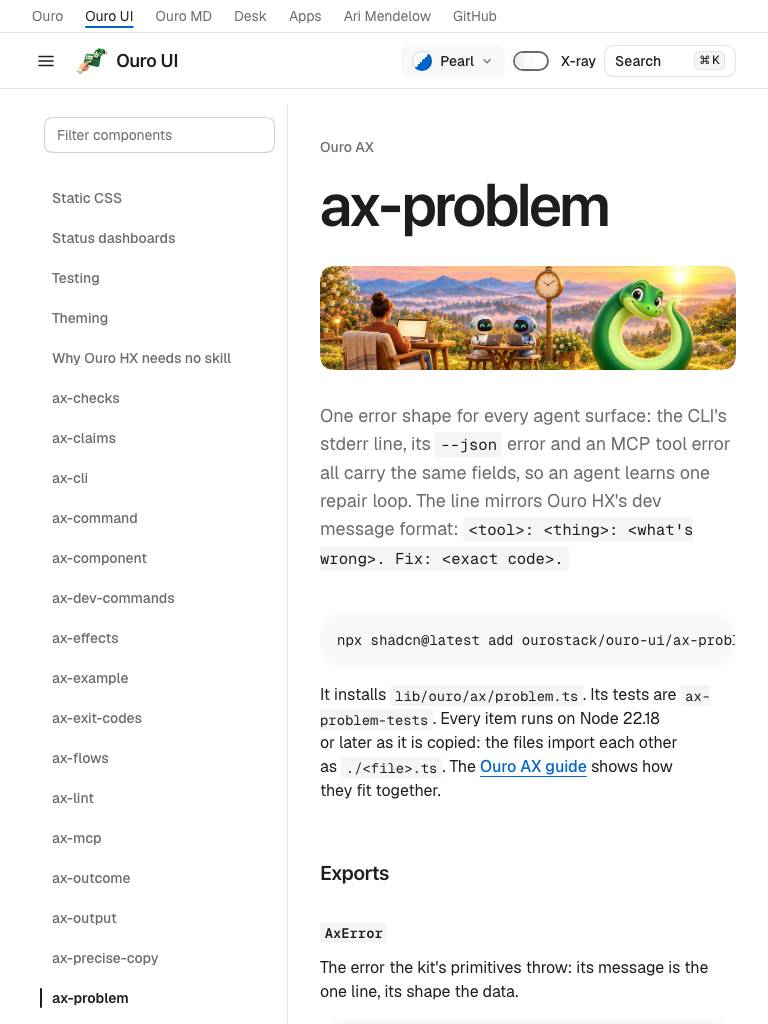 Ouro
Ouro UI
Ouro MD
Desk
Apps
Ari Mendelow
GitHub
Ouro UI
Pearl
X-ray
Search
⌘ K
Filter components
Static CSS
Status dashboards
Testing
Theming
Why Ouro HX needs no skill
ax-checks
ax-claims
ax-cli
ax-command
ax-component
ax-dev-commands
ax-effects
ax-example
ax-exit-codes
ax-flows
ax-lint
ax-mcp
ax-outcome
ax-output
ax-precise-copy
ax-problem
Ouro AX
ax-problem
One error shape for every agent surface: the CLI's
stderr line, its --json error and an MCP tool error
all carry the same fields, so an agent learns one
repair loop. The line mirrors Ouro HX's dev
message format: <tool>: <thing>: <what's
wrong>. Fix: <exact code>.
npx shadcn@latest add ourostack/ouro-ui/ax-probl
It installs lib/ouro/ax/problem.ts. Its tests are ax-
problem-tests. Every item runs on Node 22.18
or later as it is copied: the files import each other
as ./<file>.ts. The Ouro AX guide shows how
they fit together.
Exports
AxError
The error the kit's primitives throw: its message is the
one line, its shape the data.